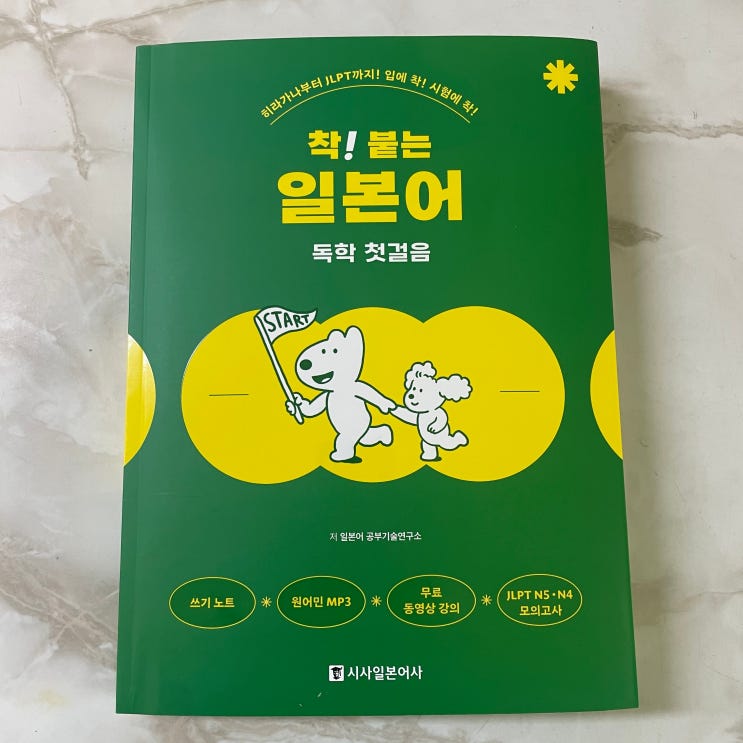 히라가나부터 JLPT까지! 입에 착! 시험에 착!
착! 붙는
일본어
독학 첫걸음
START
저 일본어 공부기술연구소
쓰기 노트 * 원어민 MP3 * 무료 동영상 강의 * JLPT N5·N4 모의고사
시사일본어사